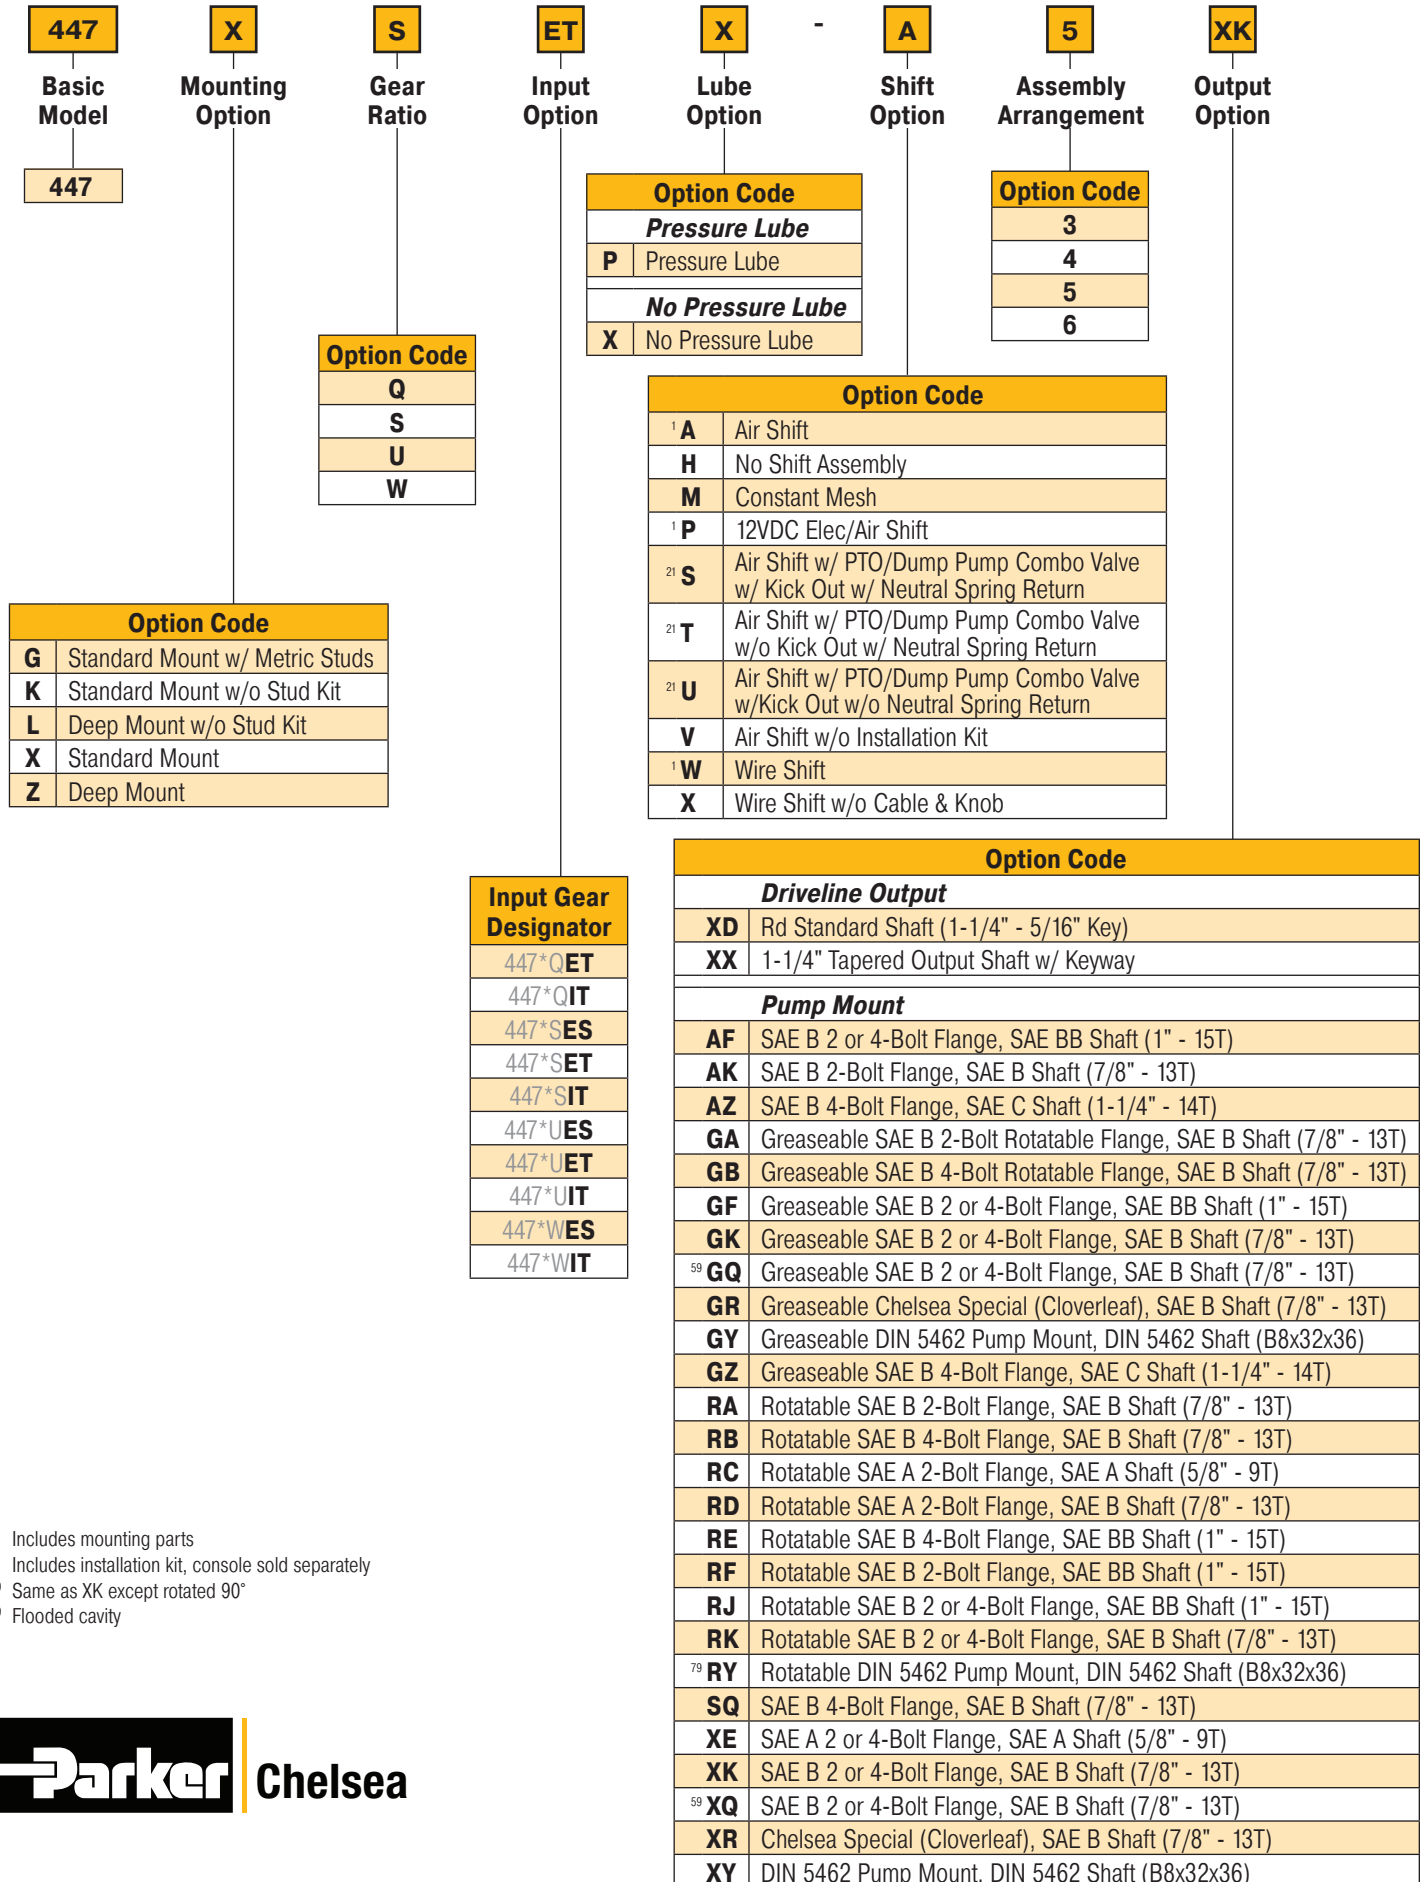 447 X S ET X - A 5 XK
Basic Model
Mounting Option
Gear Ratio
Input Option
Lube Option
Shift Option
Assembly Arrangement
Output Option
447
Option Code
Pressure Lube
P Pressure Lube
No Pressure Lube
X No Pressure Lube
Option Code
3
4
5
6
Option Code
Q
S
U
W
Option Code
1 A Air Shift
H No Shift Assembly
M Constant Mesh
1 P 12VDC Elec/Air Shift
21 S Air Shift w/ PTO/Dump Pump Combo Valve
w/ Kick Out w/ Neutral Spring Return
21 T Air Shift w/ PTO/Dump Pump Combo Valve
w/o Kick Out w/ Neutral Spring Return
21 U Air Shift w/ PTO/Dump Pump Combo Valve
w/Kick Out w/o Neutral Spring Return
V Air Shift w/o Installation Kit
1 W Wire Shift
X Wire Shift w/o Cable & Knob
Option Code
G Standard Mount w/ Metric Studs
K Standard Mount w/o Stud Kit
L Deep Mount w/o Stud Kit
X Standard Mount
Z Deep Mount
Input Gear
Designator
447*QET
447*QIT
447*SES
447*SET
447*SIT
447*UES
447*UET
447*UIT
447*WES
447*WIT
Option Code
Driveline Output
XD Rd Standard Shaft (1-1/4" - 5/16" Key)
XX 1-1/4" Tapered Output Shaft w/ Keyway
Pump Mount
AF SAE B 2 or 4-Bolt Flange, SAE BB Shaft (1" - 15T)
AK SAE B 2-Bolt Flange, SAE B Shaft (7/8" - 13T)
AZ SAE B 4-Bolt Flange, SAE C Shaft (1-1/4" - 14T)
GA Greaseable SAE B 2-Bolt Rotatable Flange, SAE B Shaft (7/8" - 13T)
GB Greaseable SAE B 4-Bolt Rotatable Flange, SAE B Shaft (7/8" - 13T)
GF Greaseable SAE B 2 or 4-Bolt Flange, SAE BB Shaft (1" - 15T)
GK Greaseable SAE B 2 or 4-Bolt Flange, SAE B Shaft (7/8" - 13T)
59 GQ Greaseable SAE B 2 or 4-Bolt Flange, SAE B Shaft (7/8" - 13T)
GR Greaseable Chelsea Special (Cloverleaf), SAE B Shaft (7/8" - 13T)
GY Greaseable DIN 5462 Pump Mount, DIN 5462 Shaft (B8x32x36)
GZ Greaseable SAE B 4-Bolt Flange, SAE C Shaft (1-1/4" - 14T)
RA Rotatable SAE B 2-Bolt Flange, SAE B Shaft (7/8" - 13T)
RB Rotatable SAE B 4-Bolt Flange, SAE B Shaft (7/8" - 13T)
RC Rotatable SAE A 2-Bolt Flange, SAE A Shaft (5/8" - 9T)
RD Rotatable SAE A 2-Bolt Flange, SAE B Shaft (7/8" - 13T)
RE Rotatable SAE B 4-Bolt Flange, SAE BB Shaft (1" - 15T)
RF Rotatable SAE B 2-Bolt Flange, SAE BB Shaft (1" - 15T)
RJ Rotatable SAE B 2 or 4-Bolt Flange, SAE BB Shaft (1" - 15T)
RK Rotatable SAE B 2 or 4-Bolt Flange, SAE B Shaft (7/8" - 13T)
79 RY Rotatable DIN 5462 Pump Mount, DIN 5462 Shaft (B8x32x36)
SQ SAE B 4-Bolt Flange, SAE B Shaft (7/8" - 13T)
XE SAE A 2 or 4-Bolt Flange, SAE A Shaft (5/8" - 9T)
XK SAE B 2 or 4-Bolt Flange, SAE B Shaft (7/8" - 13T)
59 XQ SAE B 2 or 4-Bolt Flange, SAE B Shaft (7/8" - 13T)
XR Chelsea Special (Cloverleaf), SAE B Shaft (7/8" - 13T)
XY DIN 5462 Pump Mount, DIN 5462 Shaft (B8x32x36)
Includes mounting parts
Includes installation kit, console sold separately
Same as XK except rotated 90°
Flooded cavity
Parker Chelsea